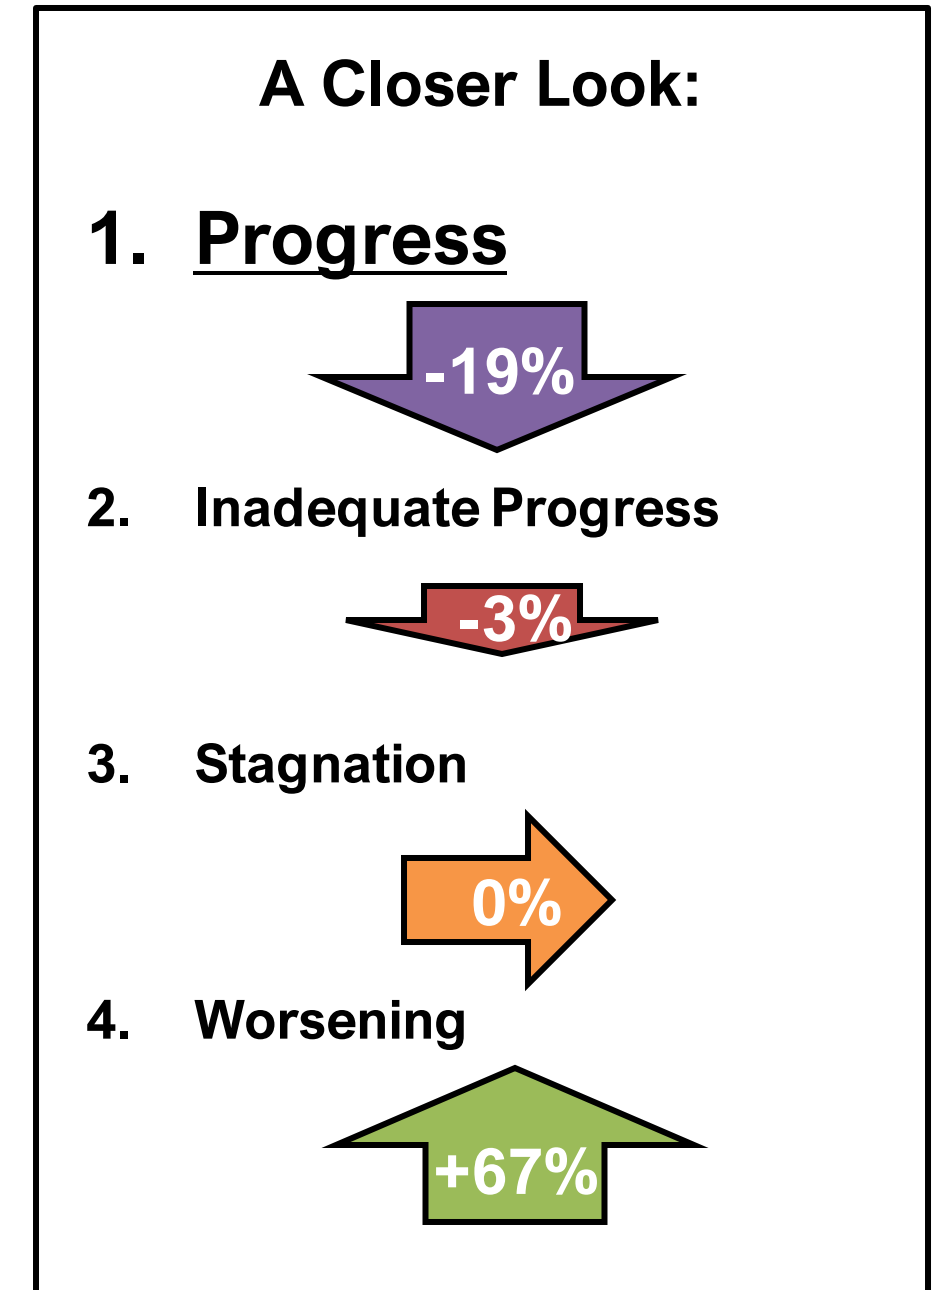 A Closer Look:
1. Progress
-19%
2. Inadequate Progress
-3%
3. Stagnation
0%
4. Worsening
+67%